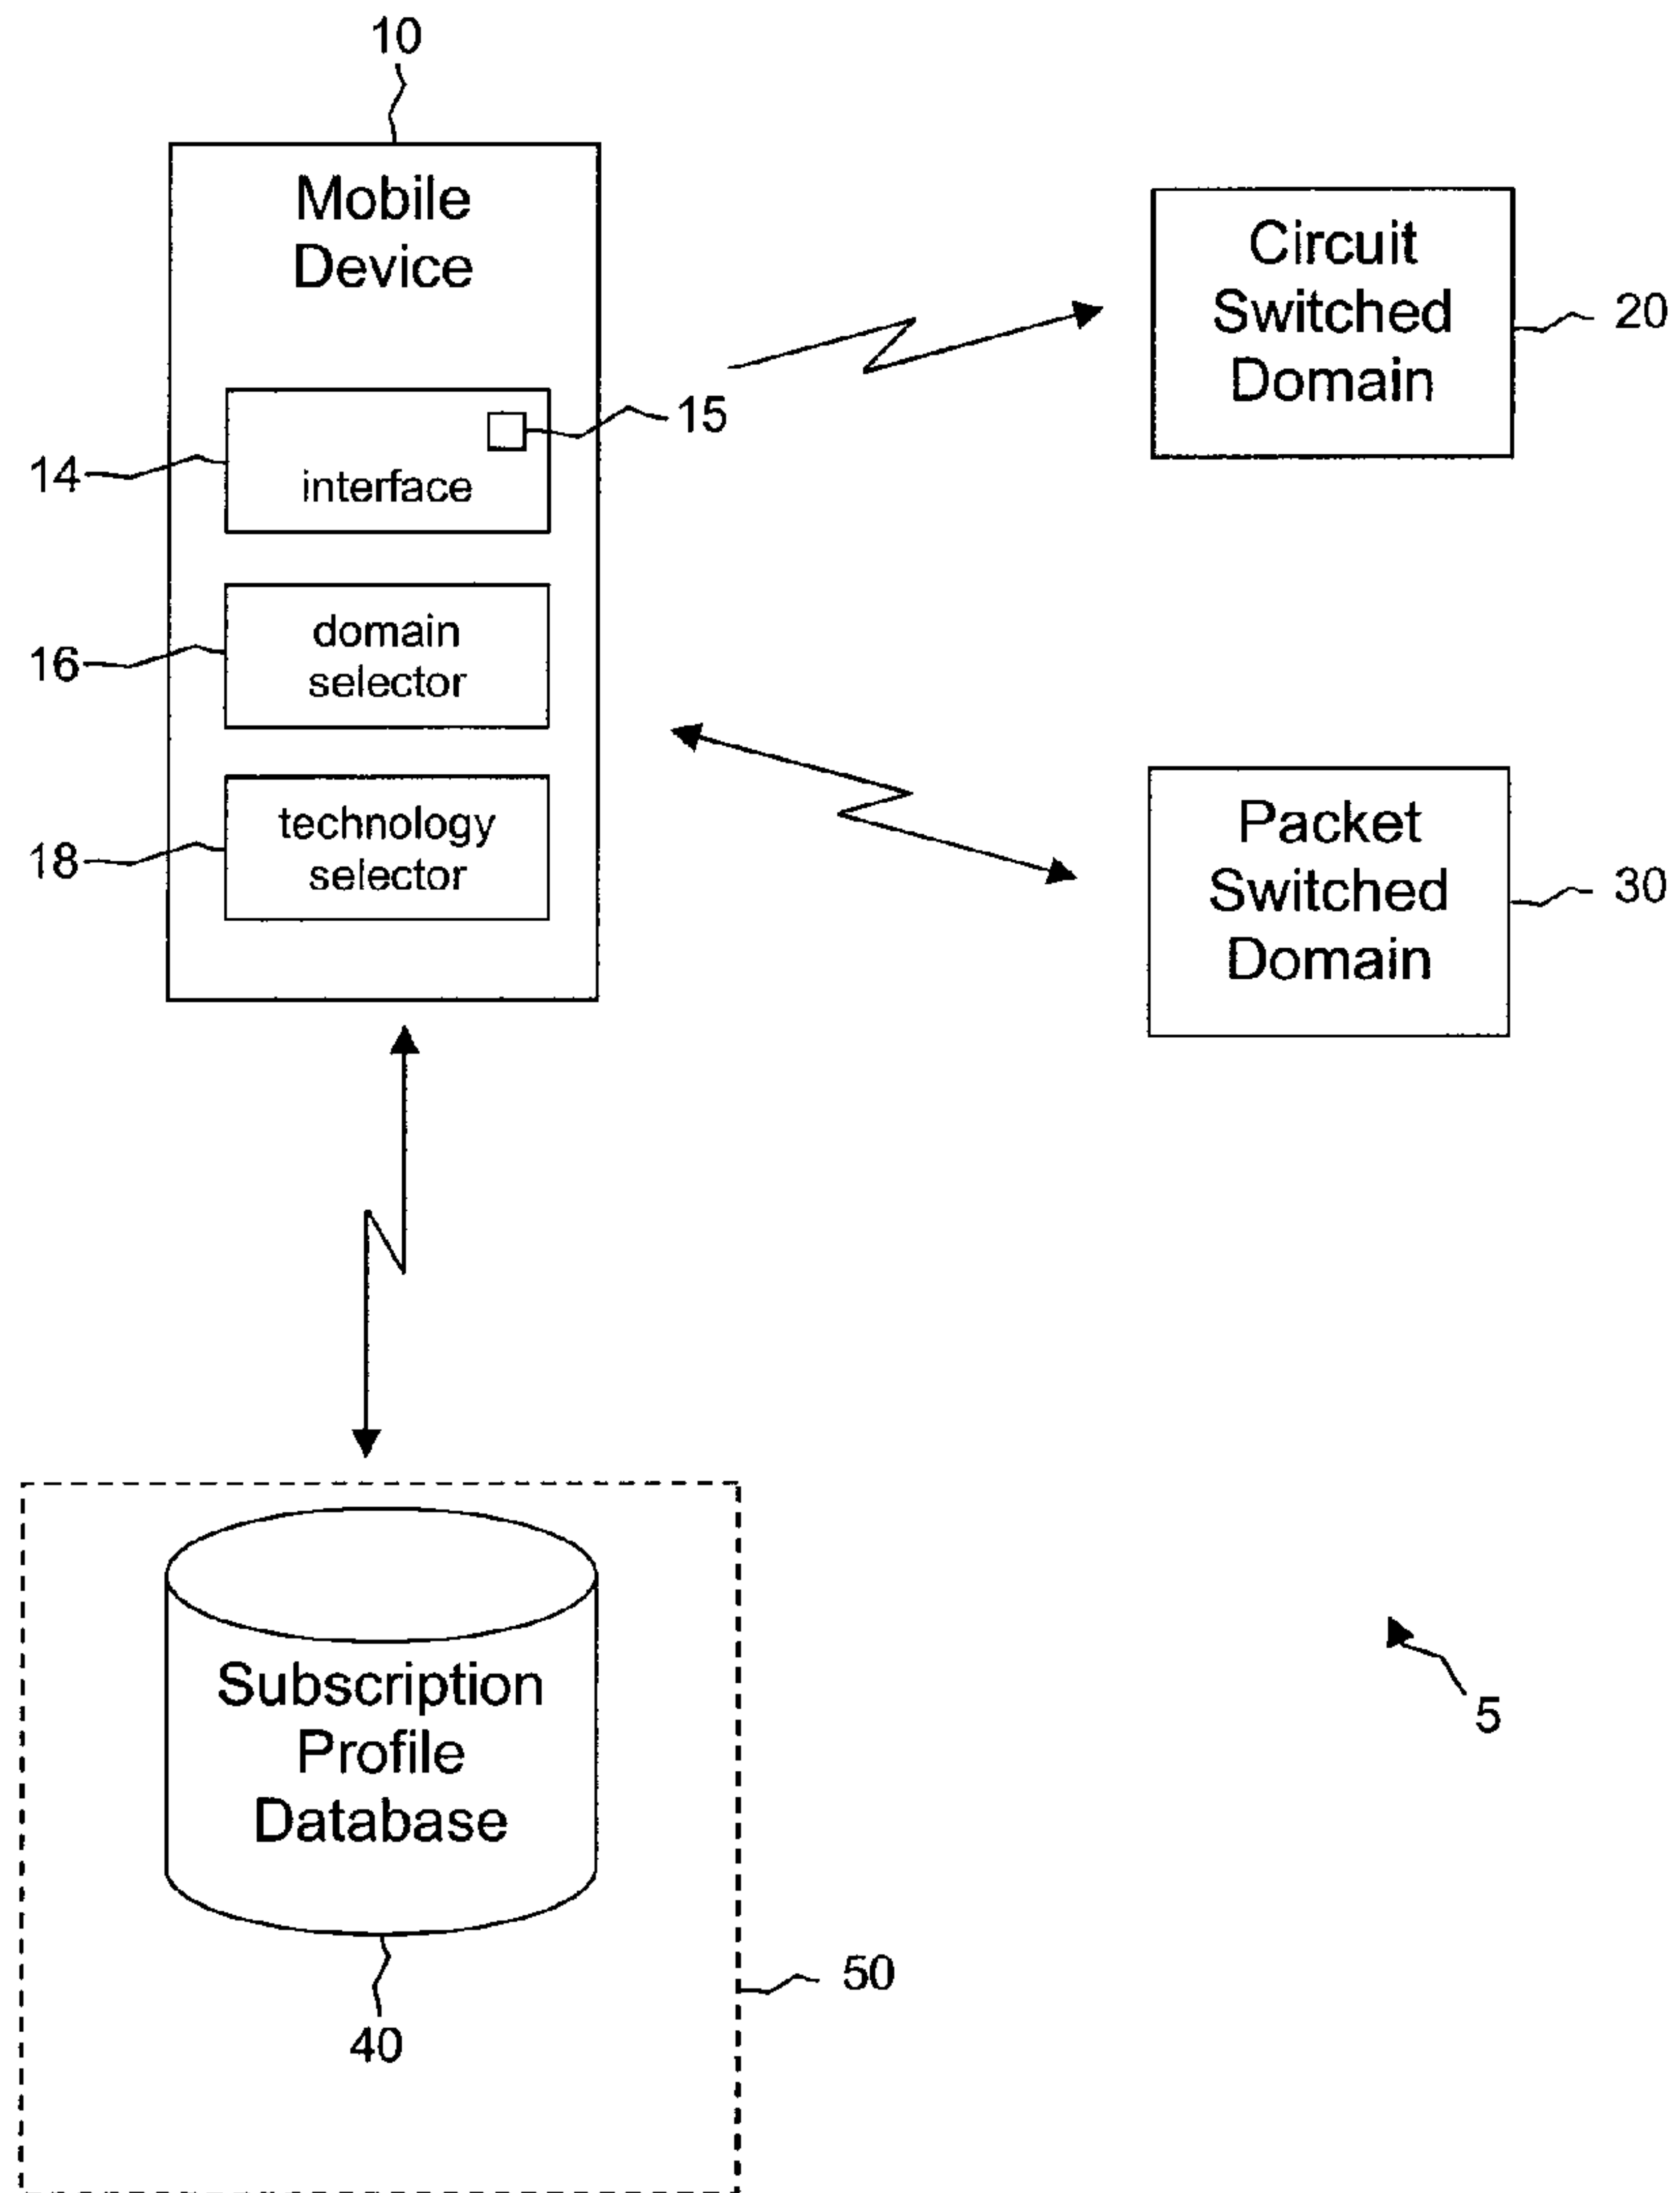 10
Mobile
Device
Circuit
Switched
Domain
20
15
14
interface
domain
selector
16
technology
selector
18
Packet
Switched
Domain
30
Subscription
Profile
Database
5
50
40